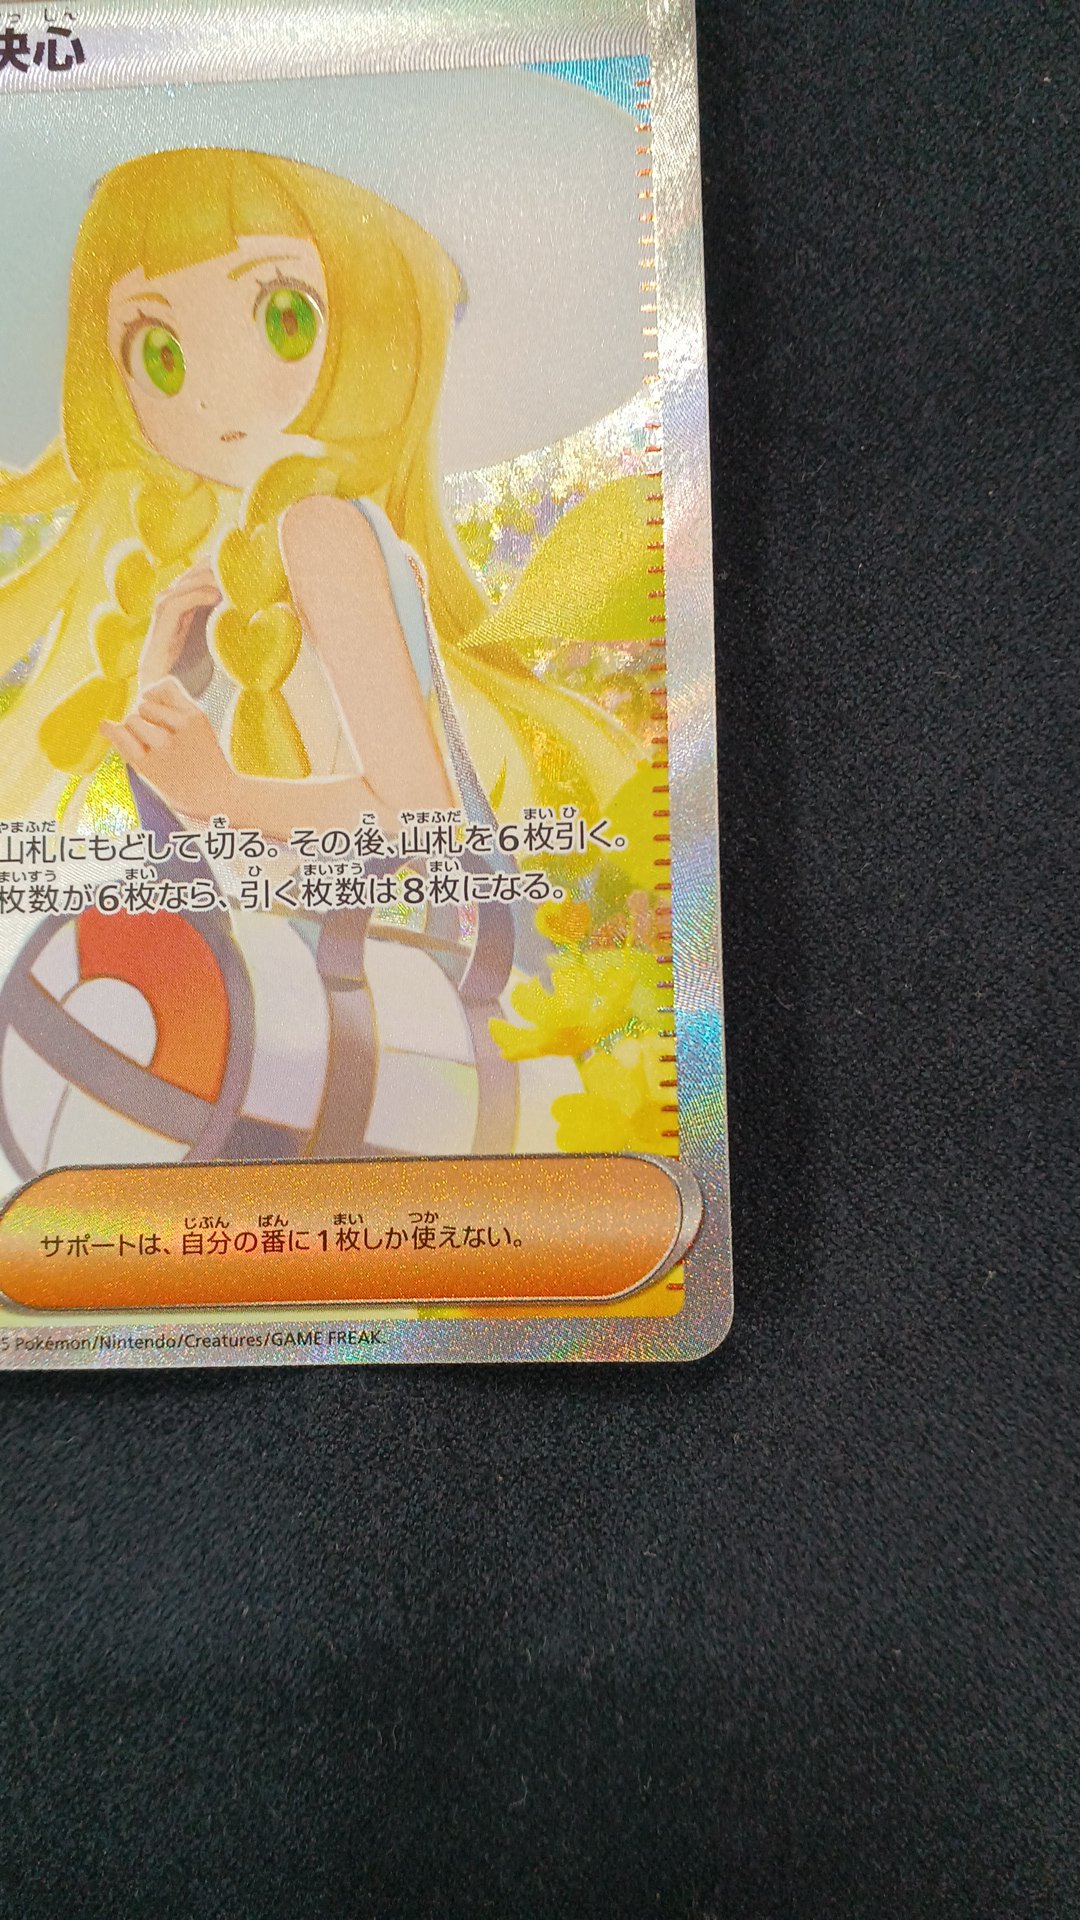 決心
山札にもどして切る。その後、山札を6枚引く。
枚数が6枚なら、引く枚数は8枚になる。
サポートは、自分の番に1枚しか使えない。
5 Pokémon/Nintendo/Creatures/GAME FREAK.